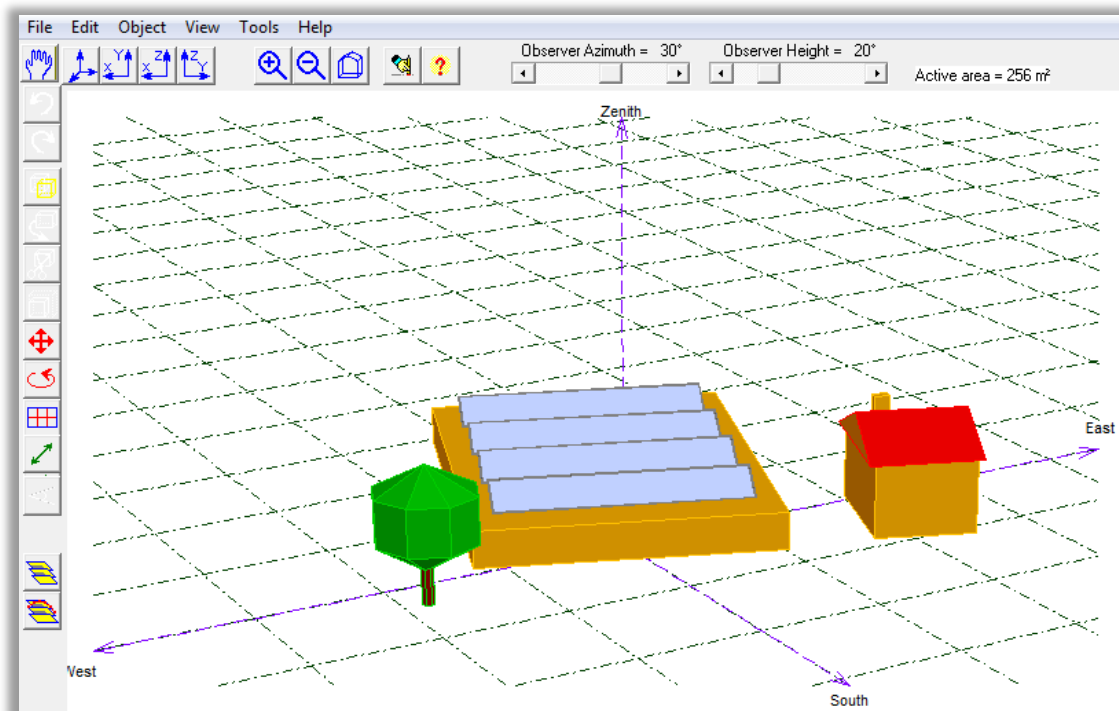 File Edit Object View Tools Help
Observer Azimuth = 30° Observer Height = 20°
Active area = 256 m²
Y X Z X Z Y
?
Zenith
East
West
South